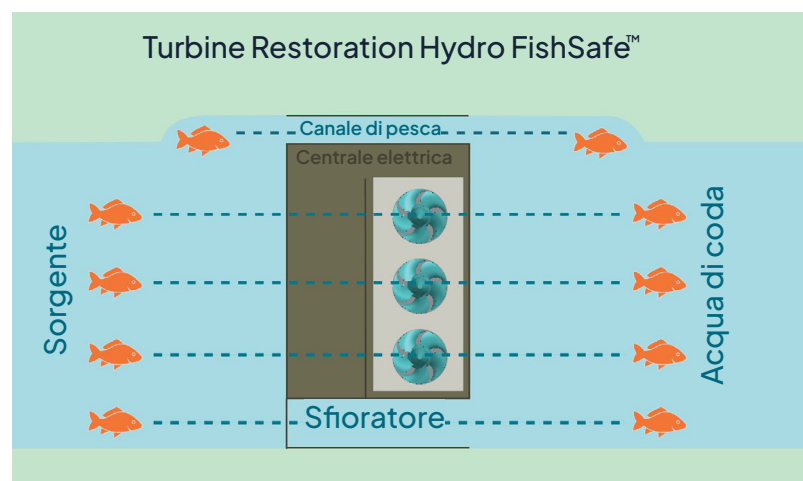 Turbine Restoration Hydro FishSafe™
Canale di pesca
Centrale elettrica
Sorgente
Acqua di coda
Sfioratore